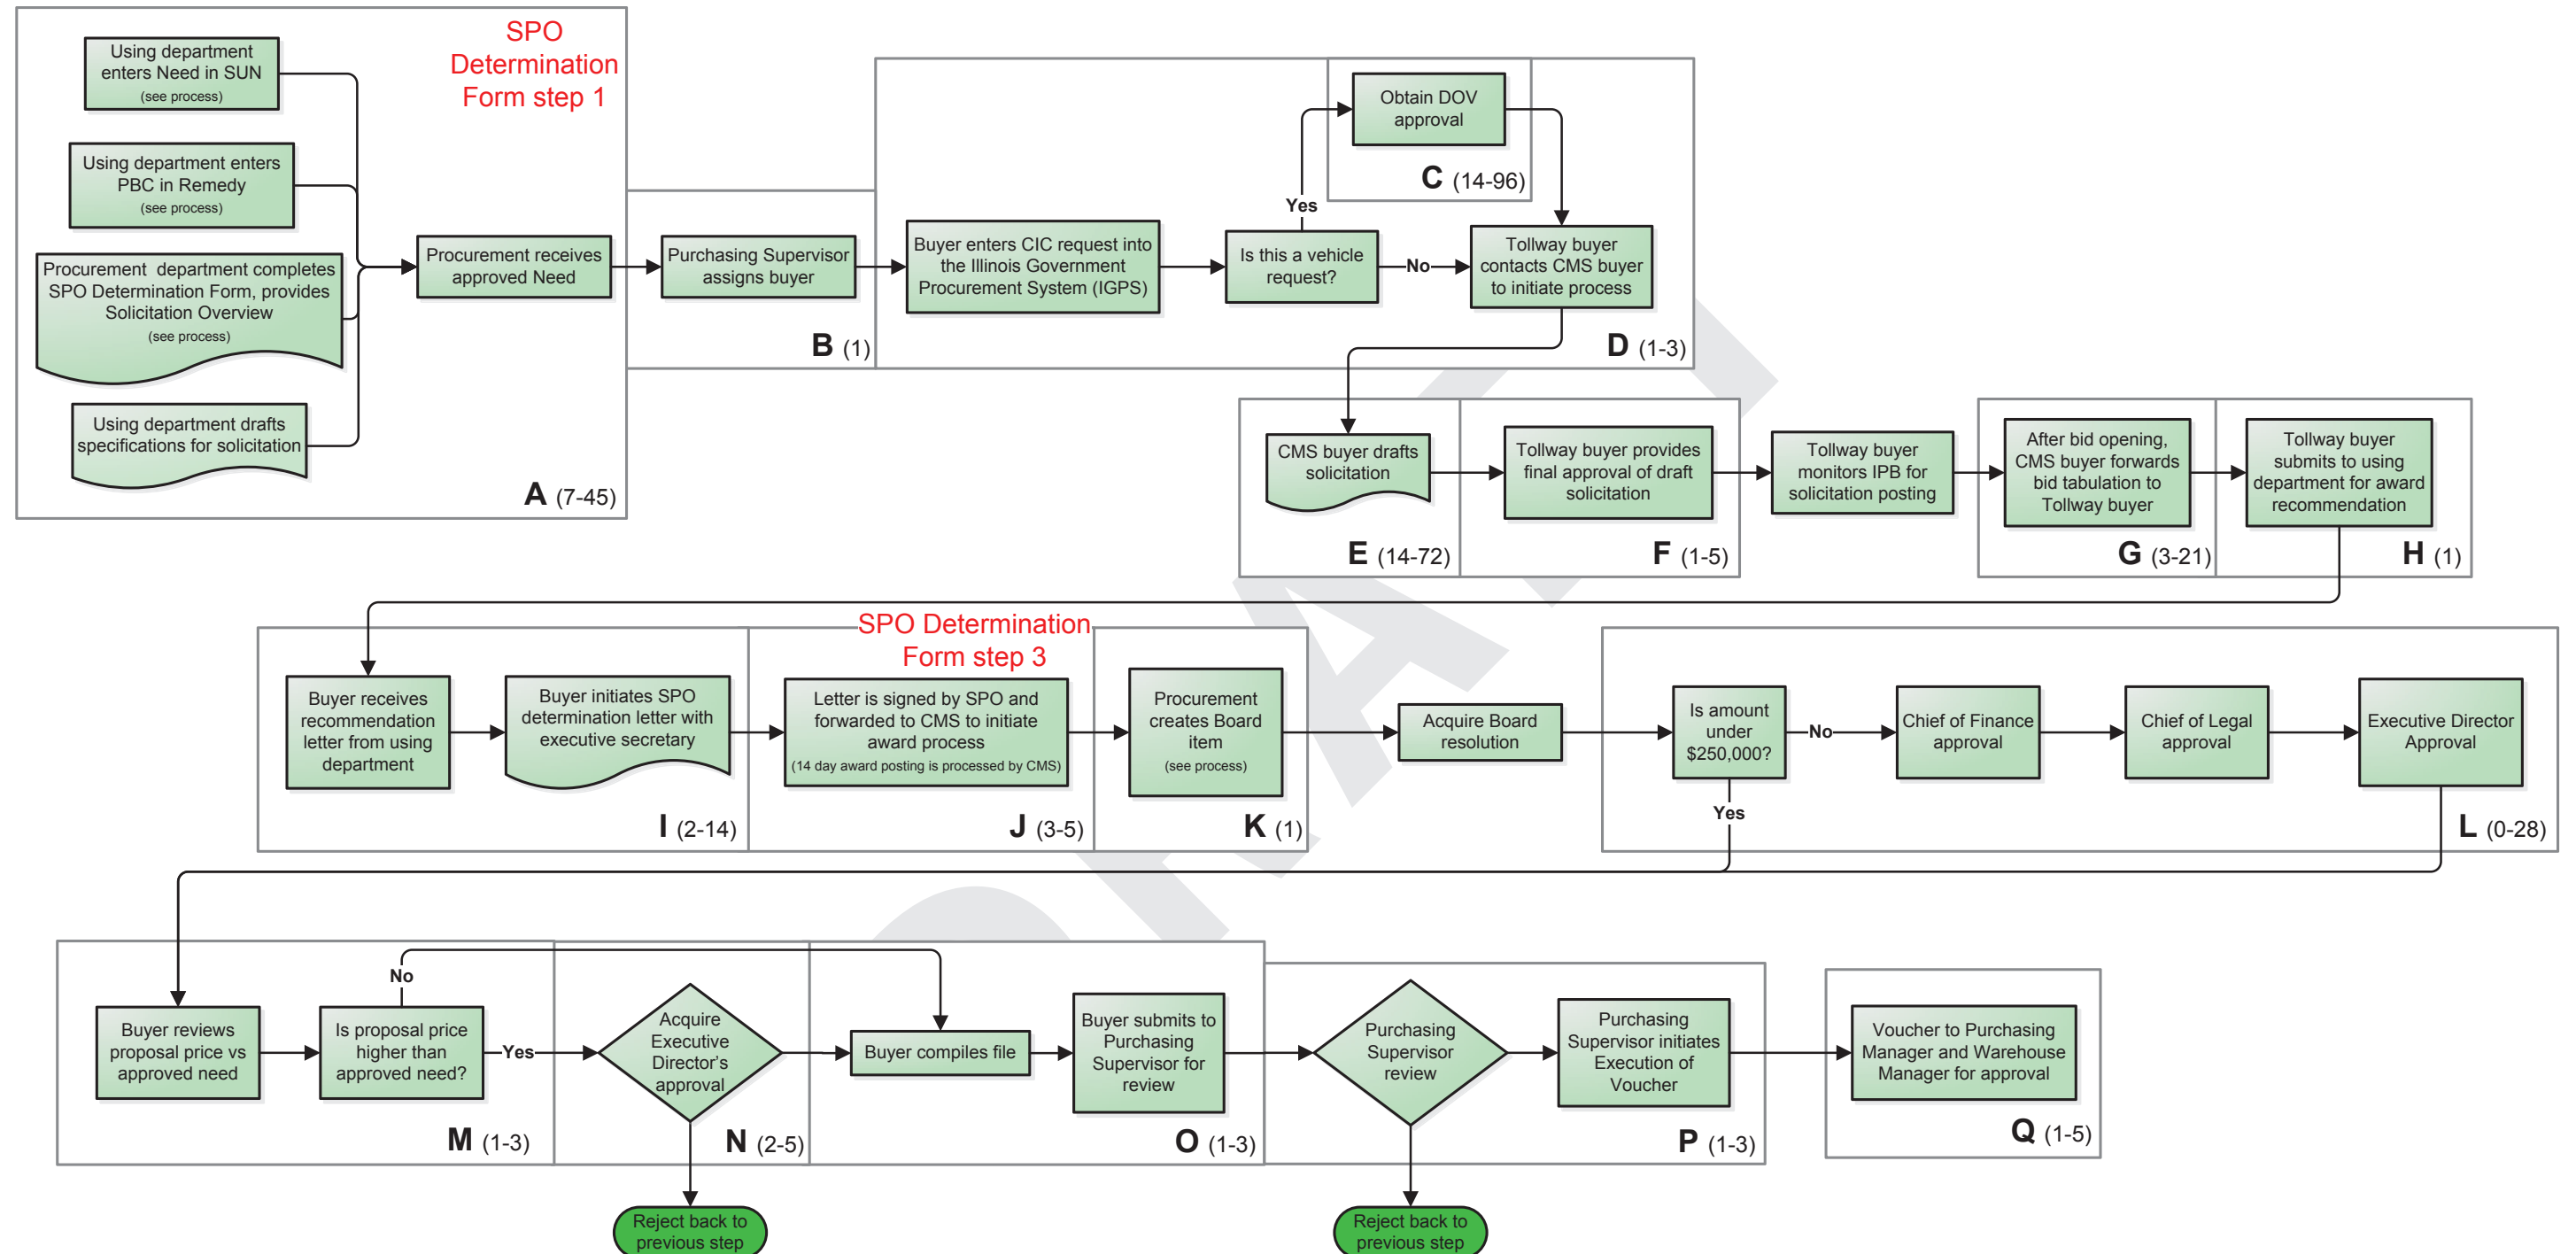 SPO
Determination
Form step 1
Using department
enters Need in SUN
(see process)
Using department enters
PBC in Remedy
(see process)
Procurement department completes
SPO Determination Form, provides
Solicitation Overview
(see process)
Using department drafts
specifications for solicitation
Procurement receives
approved Need
A (7-45)
Purchasing Supervisor
assigns buyer
B (1)
Buyer enters CIC request into
the Illinois Government
Procurement System (IGPS)
Is this a vehicle
request?
Yes
No
Obtain DOV
approval
C (14-96)
Tollway buyer
contacts CMS buyer
to initiate process
D (1-3)
CMS buyer drafts
solicitation
E (14-72)
Tollway buyer provides
final approval of draft
solicitation
F (1-5)
Tollway buyer
monitors IPB for
solicitation posting
After bid opening,
CMS buyer forwards
bid tabulation to
Tollway buyer
G (3-21)
Tollway buyer
submits to using
department for award
recommendation
H (1)
Buyer receives
recommendation
letter from using
department
Buyer initiates SPO
determination letter with
executive secretary
I (2-14)
SPO Determination
Form step 3
Letter is signed by SPO and
forwarded to CMS to initiate
award process
(14 day award posting is processed by CMS)
J (3-5)
Procurement
creates Board
item
(see process)
K (1)
Acquire Board
resolution
Is amount
under
$250,000?
No
Yes
Chief of Finance
approval
Chief of Legal
approval
Executive Director
Approval
L (0-28)
Buyer reviews
proposal price vs
approved need
Is proposal price
higher than
approved need?
No
Yes
M (1-3)
Acquire
Executive
Director's
approval
N (2-5)
Reject back to
previous step
Buyer compiles file
Buyer submits to
Purchasing
Supervisor for
review
O (1-3)
Purchasing
Supervisor
review
Reject back to
previous step
Purchasing
Supervisor initiates
Execution of
Voucher
P (1-3)
Voucher to Purchasing
Manager and Warehouse
Manager for approval
Q (1-5)
DRAFT